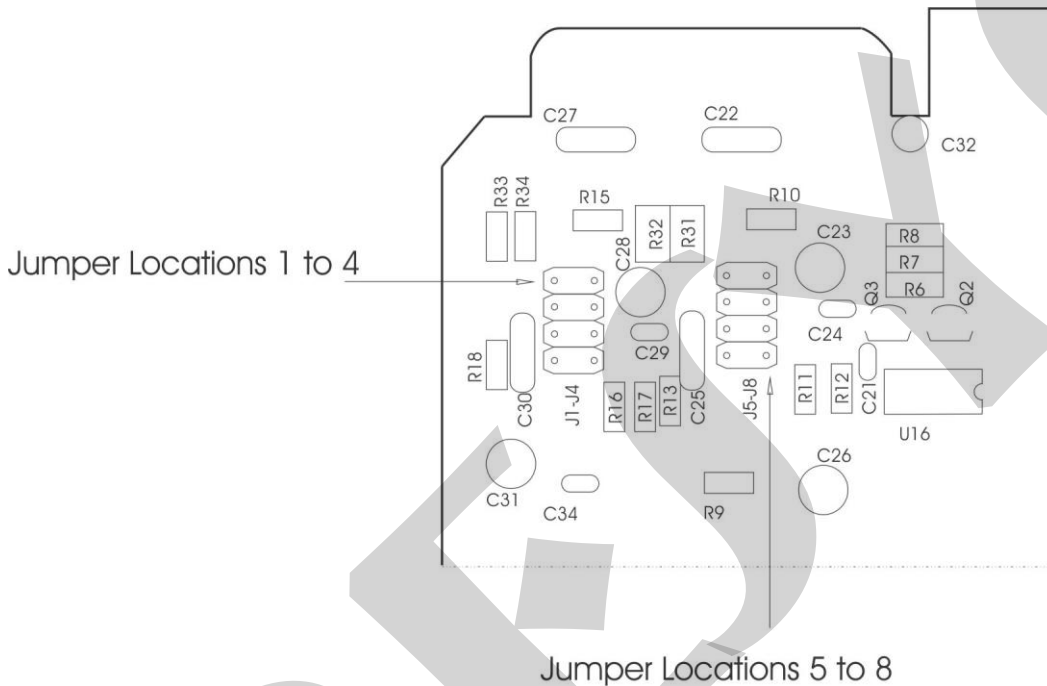 C27
C22
C32
R33
R34
R15
R32
R31
R10
C28
C23
R8
R7
R6
Q3
Q2
Jumper Locations 1 to 4
C29
C24
R18
C30
J1-J4
R16
R17
R13
C25
J5-J8
R11
R12
C21
U16
C31
C34
R9
C26
Jumper Locations 5 to 8